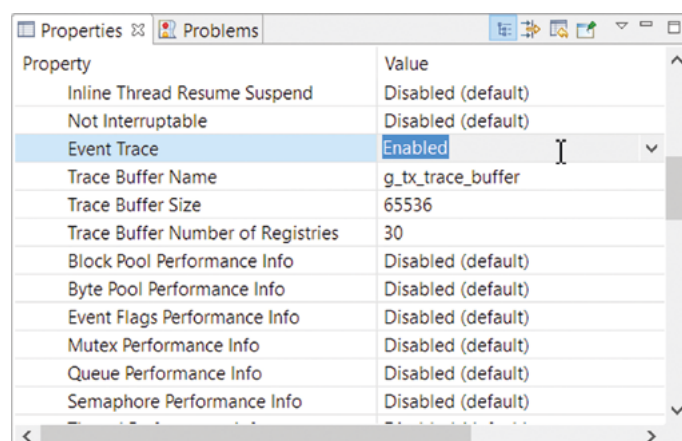 Properties Problems
Property Value
Inline Thread Resume Suspend Disabled (default)
Not Interruptable Disabled (default)
Event Trace Enabled
Trace Buffer Name g_tx_trace_buffer
Trace Buffer Size 65536
Trace Buffer Number of Registries 30
Block Pool Performance Info Disabled (default)
Byte Pool Performance Info Disabled (default)
Event Flags Performance Info Disabled (default)
Mutex Performance Info Disabled (default)
Queue Performance Info Disabled (default)
Semaphore Performance Info Disabled (default)